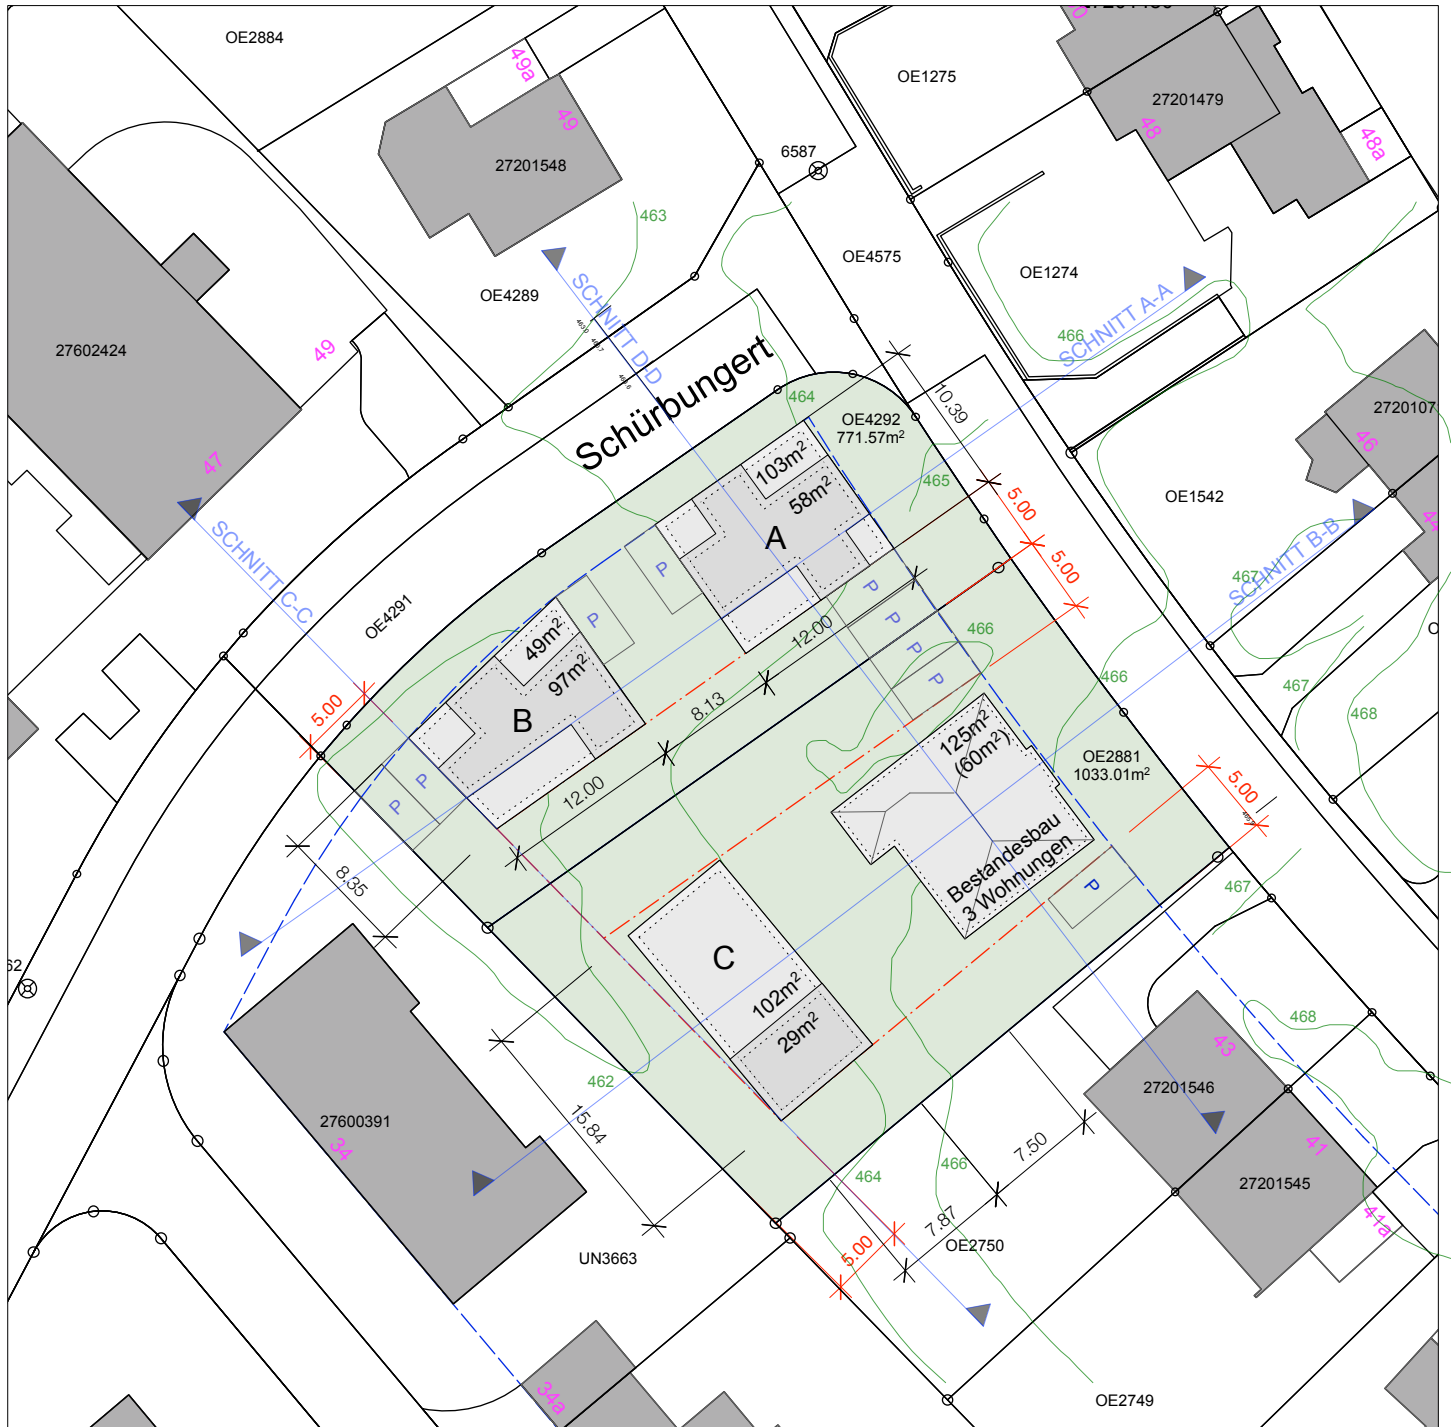 OE2884
49a
49
27201548
OE1275
27201479
48
48a
6587
463
OE4575
OE4289
SCHNITT D-D
OE1274
SCHNITT A-A
466
27602424
49
47
Schürbungert
464
OE4292
771.57m²
10.39
465
46
OE1542
44
SCHNITT B-B
467
SCHNITT C-C
103m²
58m²
A
P
5.00
5.00
OE4291
P
P
P
P
12.00
466
466
49m²
97m²
B
8.13
5.00
P
P
12.00
467
468
125m²
(60m²)
OE2881
1033.01m²
5.00
8.35
Bestandesbau
3 Wohnungen
P
467
C
102m²
29m²
468
462
15.84
27600391
34
43
27201546
7.50
41
27201545
464
466
41a
7.87
5.00
OE2750
UN3663
34a
OE2749